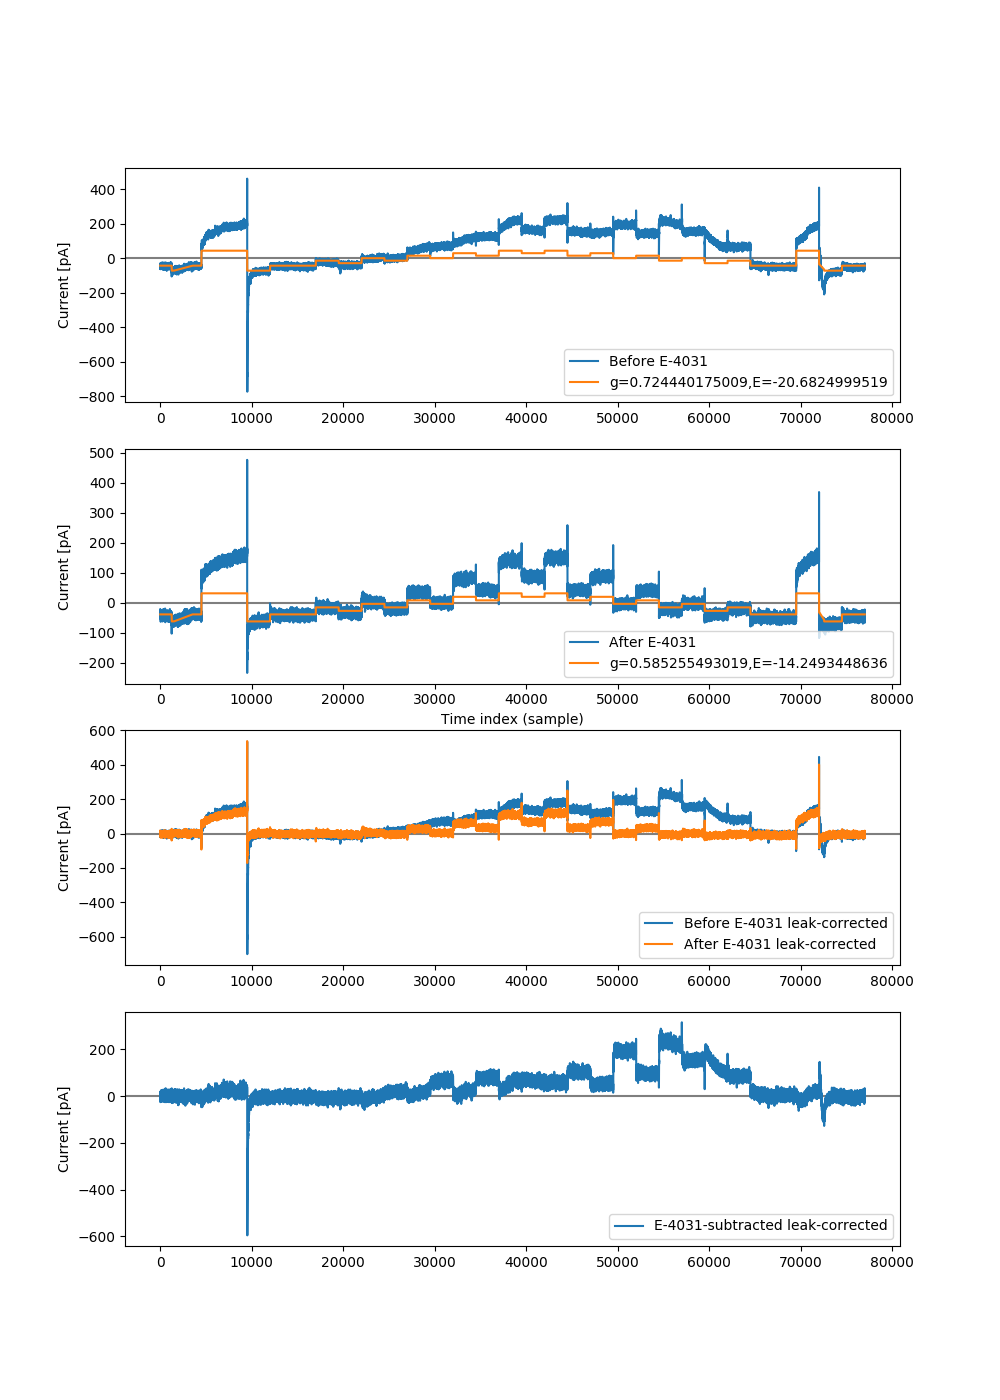 400
200
0
−200
−400
−600
−800
Current [pA]
Before E-4031
g=0.724440175009,E=-20.6824999519
0 10000 20000 30000 40000 50000 60000 70000 80000
500
400
300
200
100
0
−100
−200
Current [pA]
After E-4031
g=0.585255493019,E=-14.2493448636
0 10000 20000 30000 40000 50000 60000 70000 80000
Time index (sample)
600
400
200
0
−200
−400
−600
Current [pA]
Before E-4031 leak-corrected
After E-4031 leak-corrected
0 10000 20000 30000 40000 50000 60000 70000 80000
200
0
−200
−400
−600
Current [pA]
E-4031-subtracted leak-corrected
0 10000 20000 30000 40000 50000 60000 70000 80000